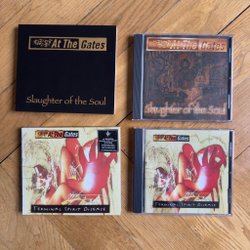 At The Gates
Slaughter of the Soul
At The Gates
Slaughter of the Soul
At The Gates
Terminal Spirit Disease
At The Gates
Terminal Spirit Disease